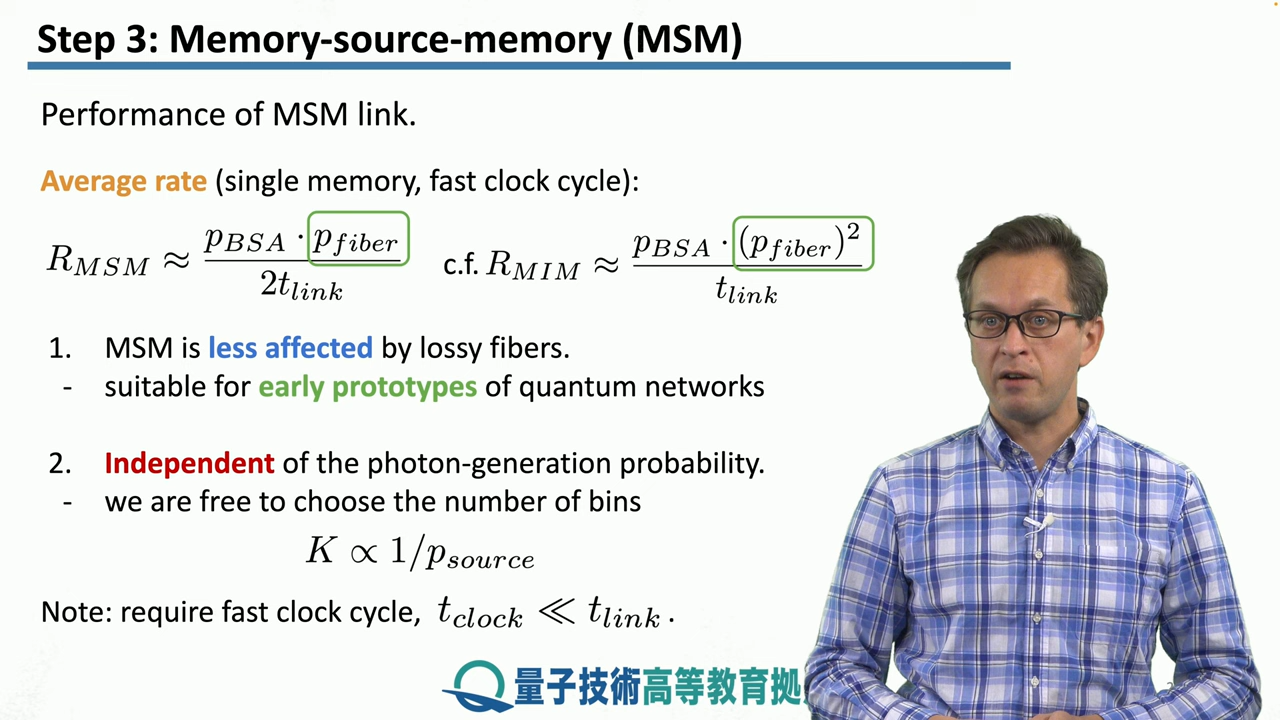 Step 3: Memory-source-memory (MSM)
Performance of MSM link.
Average rate (single memory, fast clock cycle):
R_{MSM} ≈ \frac{p_{BSA} · p_{fiber}}{2t_{link}} c.f. R_{MIM} ≈ \frac{p_{BSA} · (p_{fiber})^2}{t_{link}}
1. MSM is less affected by lossy fibers.
- suitable for early prototypes of quantum networks
2. Independent of the photon-generation probability.
- we are free to choose the number of bins
K ∝ 1/p_{source}
Note: require fast clock cycle, t_{clock} ≪ t_{link} .
量子技術高等教育拠